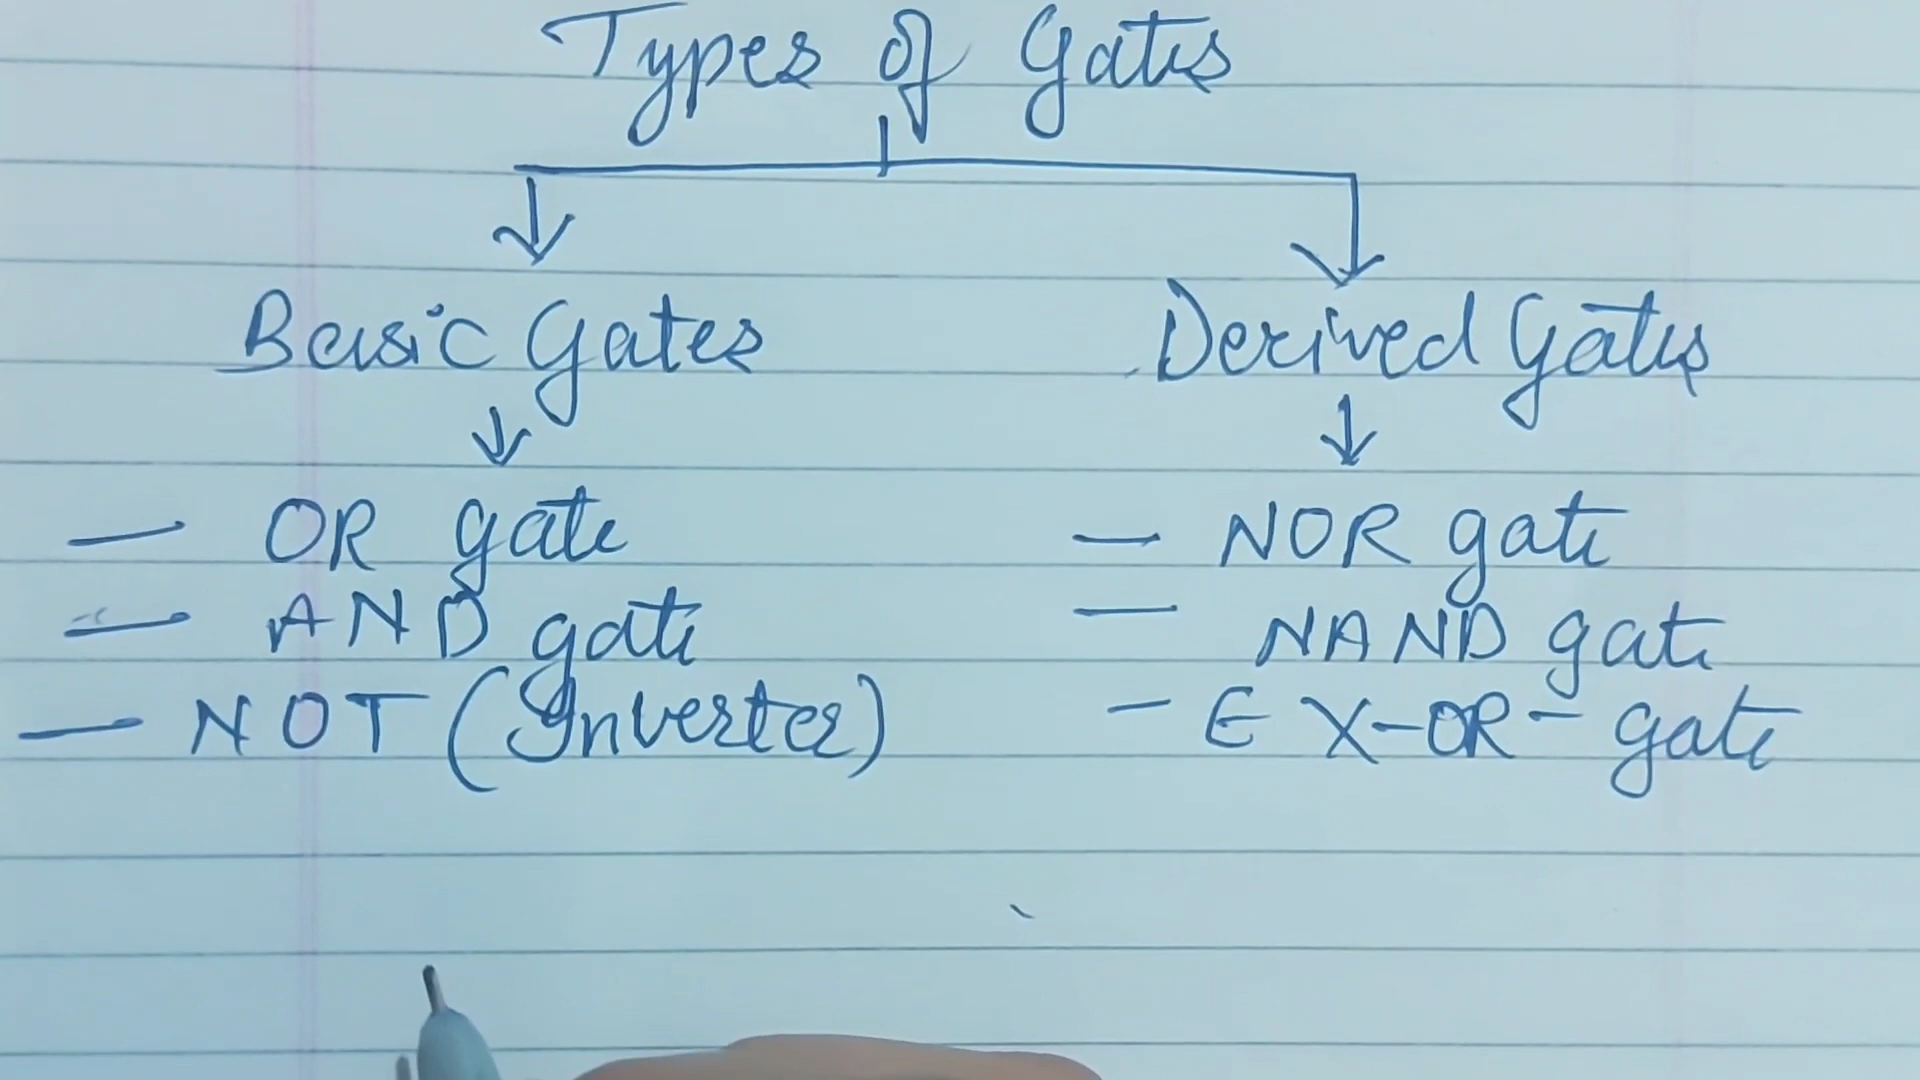 Types of Gates
Basic Gates
- OR gate
- AND gate
- NOT (Inverter)
Derived Gates
- NOR gate
- NAND gate
- EX-OR- gate